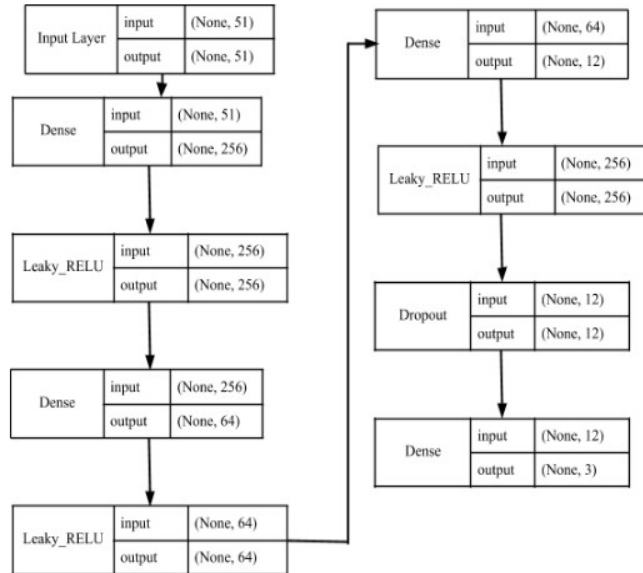 Input Layer
input (None, 51)
output (None, 51)
Dense
input (None, 51)
output (None, 256)
Leaky_RELU
input (None, 256)
output (None, 256)
Dense
input (None, 256)
output (None, 64)
Leaky_RELU
input (None, 64)
output (None, 64)
Dense
input (None, 64)
output (None, 12)
Leaky_RELU
input (None, 256)
output (None, 256)
Dropout
input (None, 12)
output (None, 12)
Dense
input (None, 12)
output (None, 3)